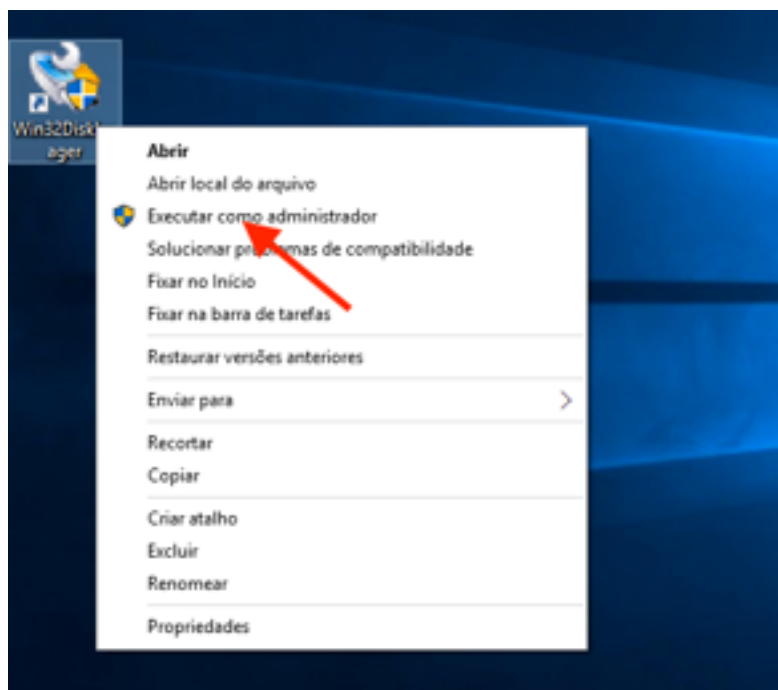 Win32Disk
ager
Abrir
Abrir local do arquivo
Executar como administrador
Solucionar problemas de compatibilidade
Fixar no Início
Fixar na barra de tarefas
Restaurar versões anteriores
Enviar para
Recortar
Copiar
Criar atalho
Excluir
Renomear
Propriedades